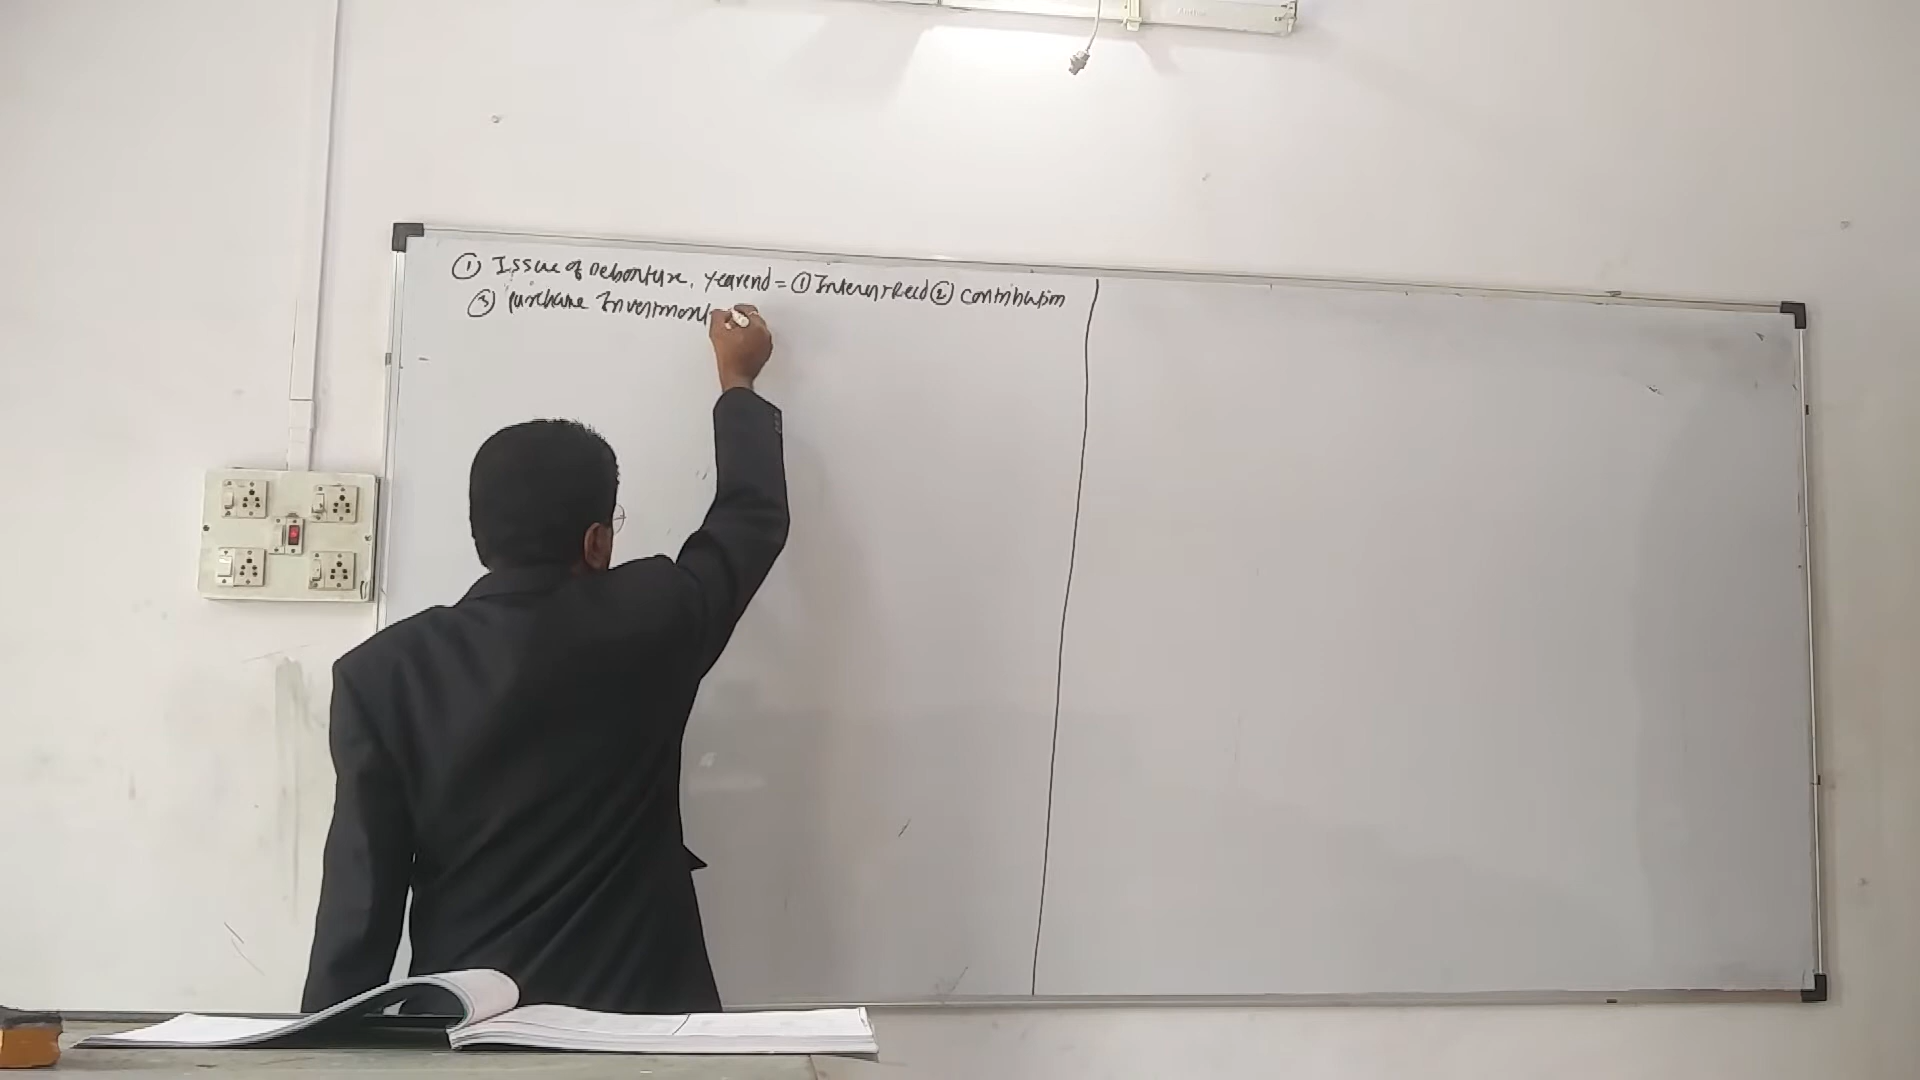 ① Issue of Debenture, Yearend = ① Interest Recd ② Contribution
③ Purchase Investment